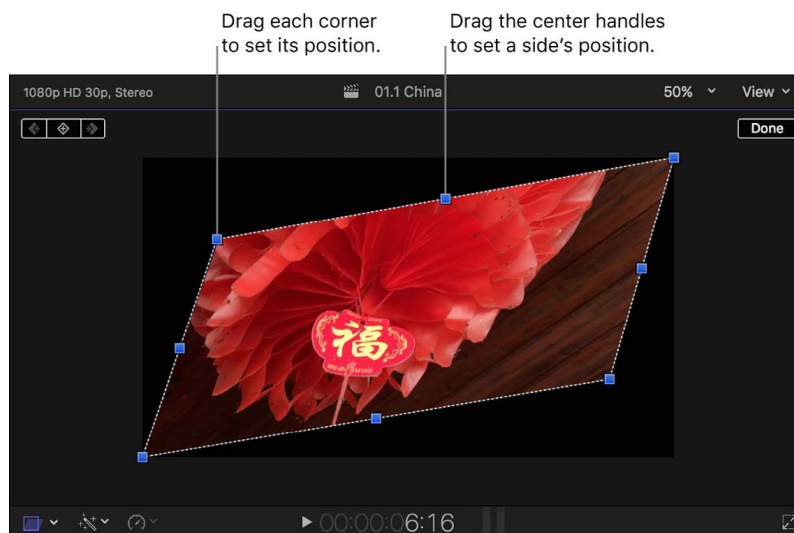 Drag each corner
to set its position.
Drag the center handles
to set a side’s position.
1080p HD 30p, Stereo
01.1 China
50%
View
Done
福
00:00:06:16